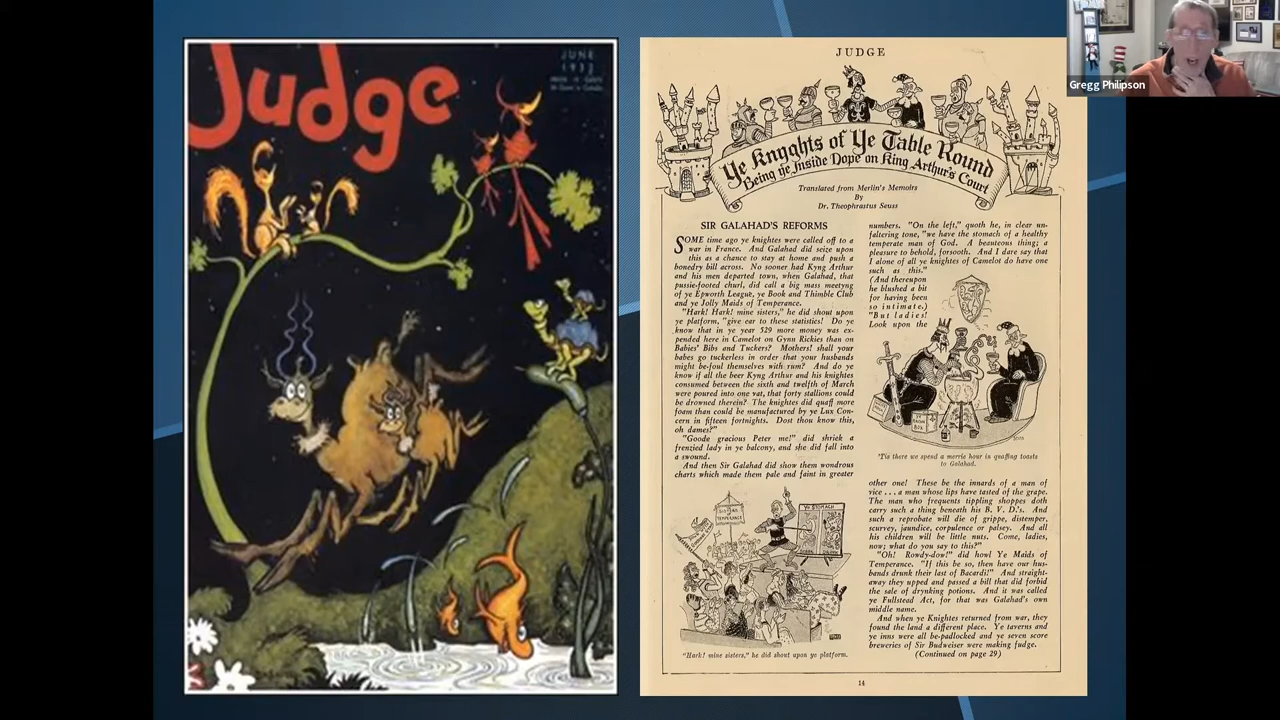 Judge
JUNE
JUDGE
Gregg Philipson
Ye Knyghts of Ye Table Round
Being ye Inside Dope on King Arthur's Court
Translated from Merlin's Memoirs
By
Dr. Theophrastus Seuss
SIR GALAHAD'S REFORMS
SOME time ago ye knights were called off to a
war in France. And Galahad did seize upon
this as a chance to stay at home and push a
bonedry bill across. No sooner had Kyng Arthur
and his men departed town, when Galahad, that
pussie-footed churl, did call a big mass meetyng
of ye Epworth League, ye Book and Thimble Club
and ye Jolly Maids of Temperance.
"Hark! Hark! mine sisters," he did shout upon
ye platform, "give ear to these statistics! Do ye
know that in ye year 529 more money was ex-
pended here in Camelot on Gynn Rickies than on
Babies' Bibs and Tuckers? Mothers! shall your
babes go tuckerless in order that your husbands
might be-foul themselves with rum? And do ye
know if all the beer Kyng Arthur and his knightes
consumed between the sixth and twelfth of March
were poured into one vat, that forty stallions could
be drowned therein? The knightes did quaff more
foam than could be manufactured by ye Lux Con-
cern in fifteen fortnights. Dost thou know this,
oh dames?"
"Goode gracious Peter me!" did shriek a
frenzied lady in ye balcony, and she did fall into
a swound.
And then Sir Galahad did show them wondrous
charts which made them pale and faint in greater
YE STOMACH
"Hark! mine sisters," he did shout upon ye platform.
numbers. "On the left," quoth he, in clear un-
faltering tone, "we have the stomach of a healthy
temperate man of God. A beauteous thing; a
pleasure to behold, forsooth. And I dare say that
I alone of all ye knights of Camelot do have one
such as this."
(And thereupon
he blushed a bit
for having been
so intimate.)
"But ladies!
Look upon the
'Tis there we spend a merrie hour in quaffing toasts
to Galahad.
other one! These be the innards of a man of
vice . . . a man whose lips have tasted of the grape.
The man who frequents tippling shoppes doth
carry such a thing beneath his B. V. D.'s. And
such a reprobate will die of grippe, distemper,
scurvey, jaundice, corpulence or palsey. And all
his children will be little nuts. Come, ladies,
now; what do you say to this?"
"Oh! Rowdy-dow!" did howl Ye Maids of
Temperance. "If this be so, then have our hus-
bands drunk their last of Bacardi!" And straight-
away they upped and passed a bill that did forbid
the sale of drynking potions. And it was called
ye Fullstead Act, for that was Galahad's own
middle name.
And when ye Knightes returned from war, they
found the land a different place. Ye taverns and
ye inns were all be-padlocked and ye seven score
breweries of Sir Budweiser were making fudge.
(Continued on page 29)
14